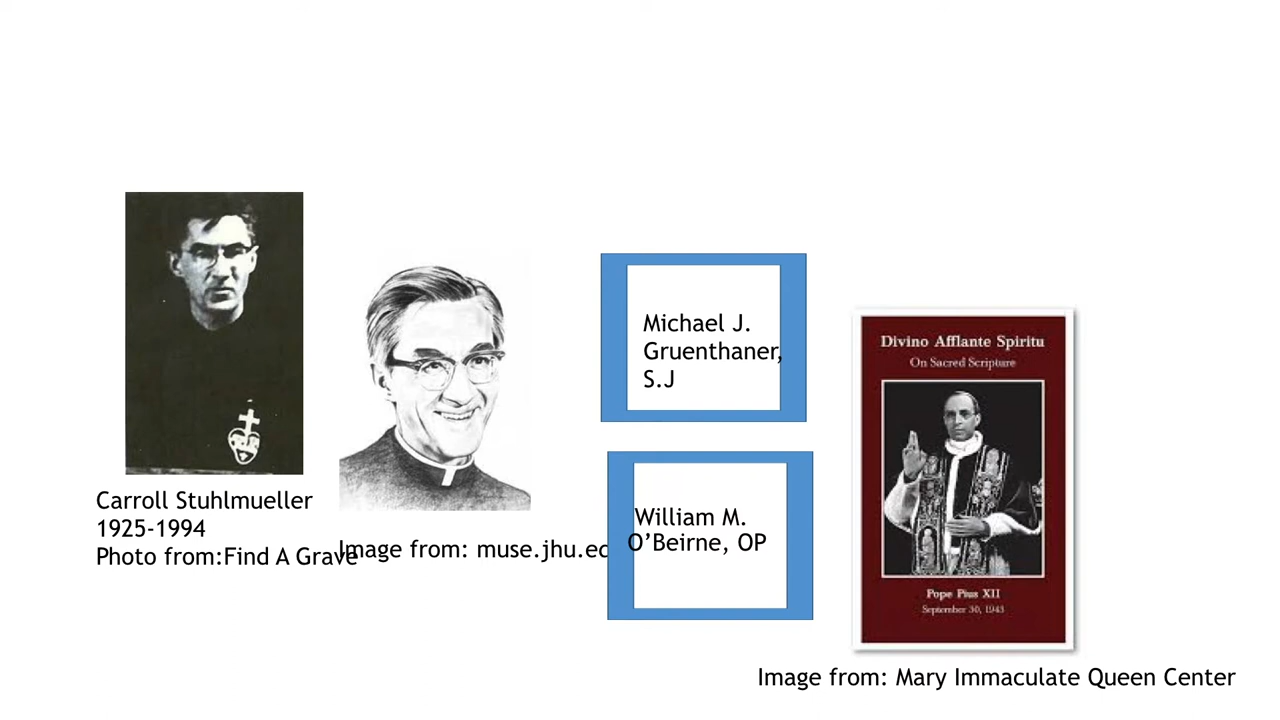 Carroll Stuhlmueller
1925-1994
Photo from:Find A Grave
Image from: muse.jhu.ec
Michael J.
Gruenthaner,
S.J
William M.
O’Beirne, OP
Divino Afflante Spiritu
On Sacred Scripture
Pope Pius XII
September 30, 1943
Image from: Mary Immaculate Queen Center